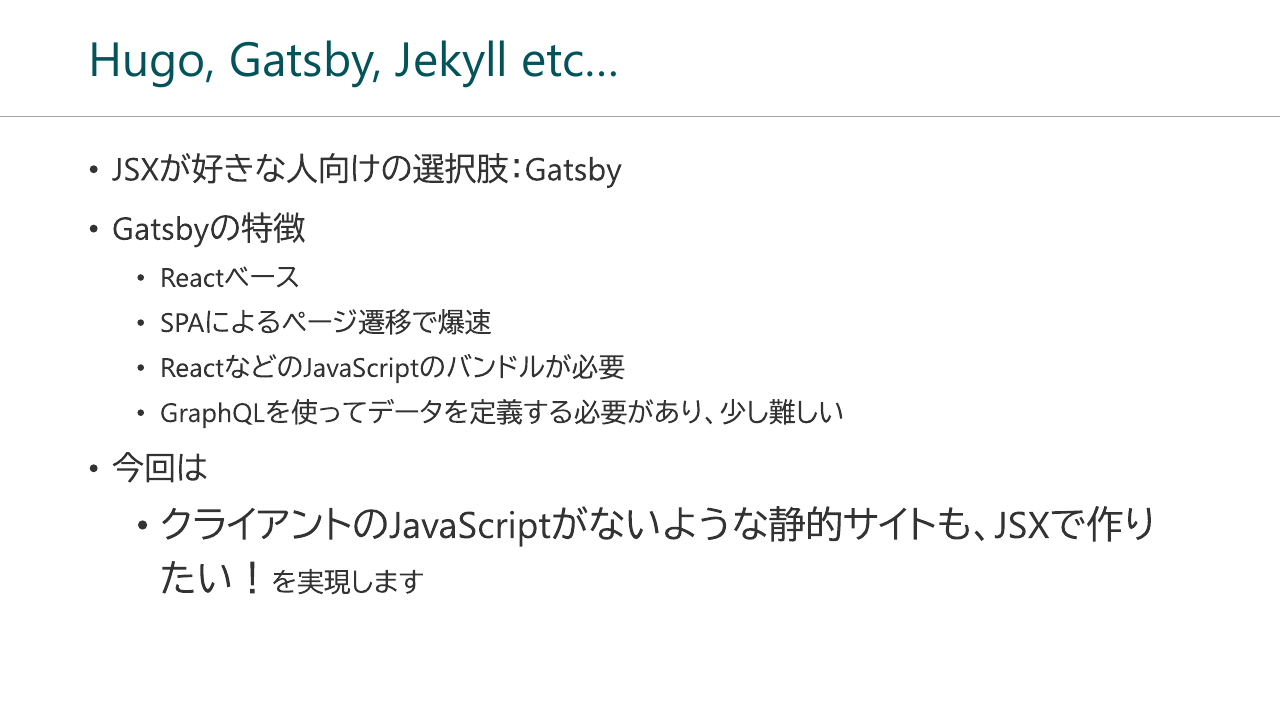 Hugo, Gatsby, Jekyll etc…
• JSXが好きな人向けの選択肢：Gatsby
• Gatsbyの特徴
• Reactベース
• SPAによるページ遷移で爆速
• ReactなどのJavaScriptのバンドルが必要
• GraphQLを使ってデータを定義する必要があり、少し難しい
• 今回は
• クライアントのJavaScriptがないような静的サイトも、JSXで作り
たい！を実現します